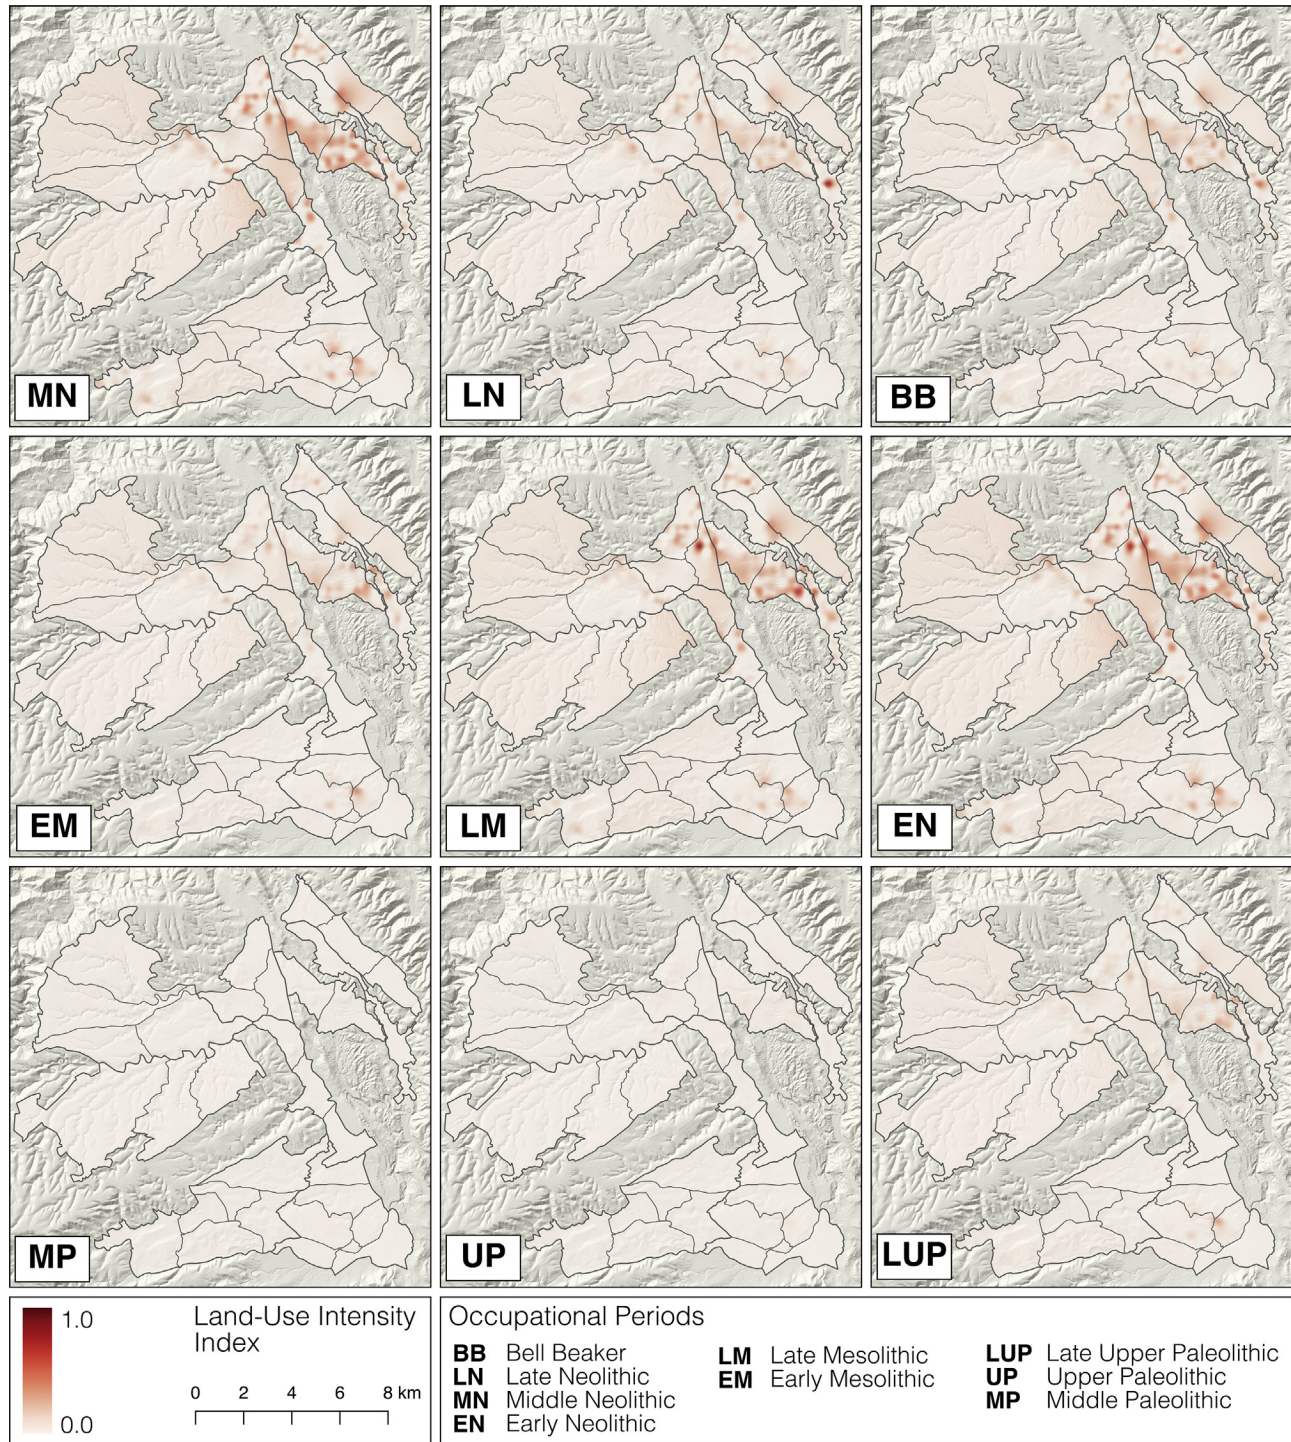 MN
LN
BB
EM
LM
EN
MP
UP
LUP
1.0
0.0
Land-Use Intensity
Index
0 2 4 6 8 km
Occupational Periods
BB Bell Beaker
LN Late Neolithic
MN Middle Neolithic
EN Early Neolithic
LM Late Mesolithic
EM Early Mesolithic
LUP Late Upper Paleolithic
UP Upper Paleolithic
MP Middle Paleolithic